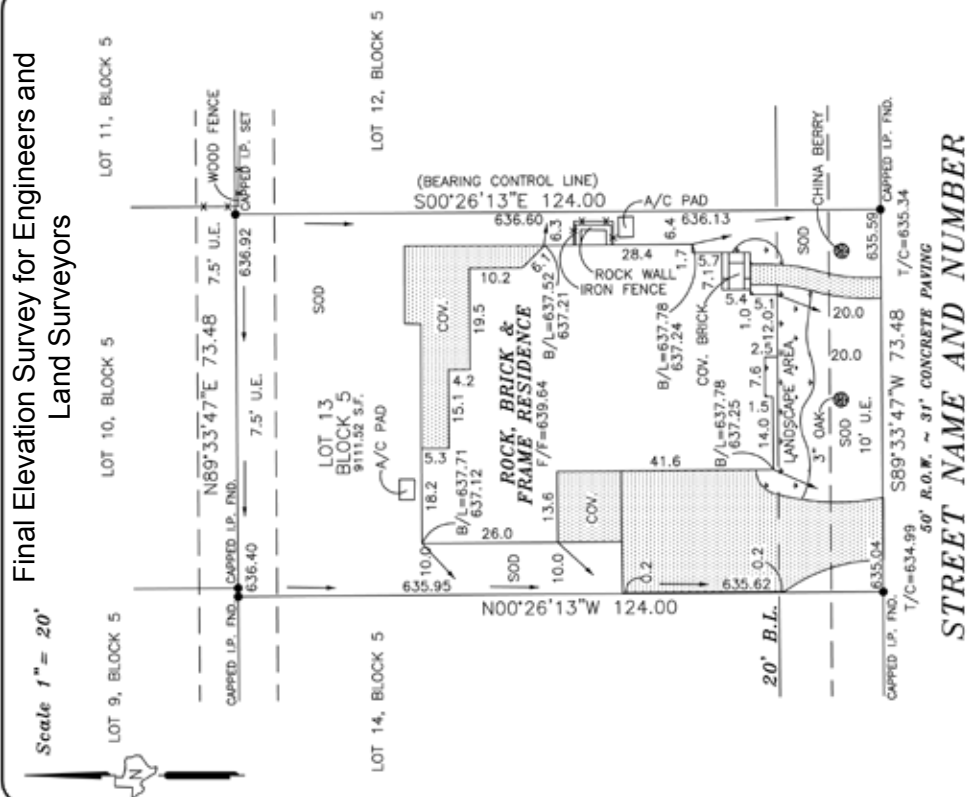 Final Elevation Survey for Engineers and
Land Surveyors
Scale 1"= 20'
N
LOT 9, BLOCK 5
LOT 10, BLOCK 5
LOT 11, BLOCK 5
WOOD FENCE
CAPPED I.P. FND.
CAPPED I.P. FND.
CAPPED I.P. SET
N89°33'47"E 73.48
7.5' U.E.
636.40
636.92
7.5' U.E.
SOD
LOT 12, BLOCK 5
LOT 13
BLOCK 5
9111.52 S.F.
A/C PAD
(BEARING CONTROL LINE)
S00°26'13"E 124.00
636.60
A/C PAD
636.13
6.3
6.4
ROCK WALL
IRON FENCE
28.4
1.7
COV.
10.2
19.5
4.2
15.1
5.3
18.2
6.1
B/L=637.52
637.21
B/L=637.71
637.12
ROCK, BRICK &
FRAME RESIDENCE
F/F=639.64
26.0
13.6
COV.
10.0
10.0
635.95
SOD
LOT 14, BLOCK 5
N00°26'13"W 124.00
0.2
635.62
0.2
41.6
B/L=637.78
637.24
COV. BRICK
5.7
7.1
5.4
5.1
1.0
12.0
7.6
1.5
14.0
B/L=637.78
637.25
LANDSCAPE AREA
20' B.L.
3" OAK
SOD
10' U.E.
20.0
20.0
SOD
CHINA BERRY
635.59
635.04
CAPPED I.P. FND.
CAPPED I.P. FND.
T/C=634.99
S89°33'47"W 73.48
T/C=635.34
50' R.O.W. ~ 31' CONCRETE PAVING
STREET NAME AND NUMBER